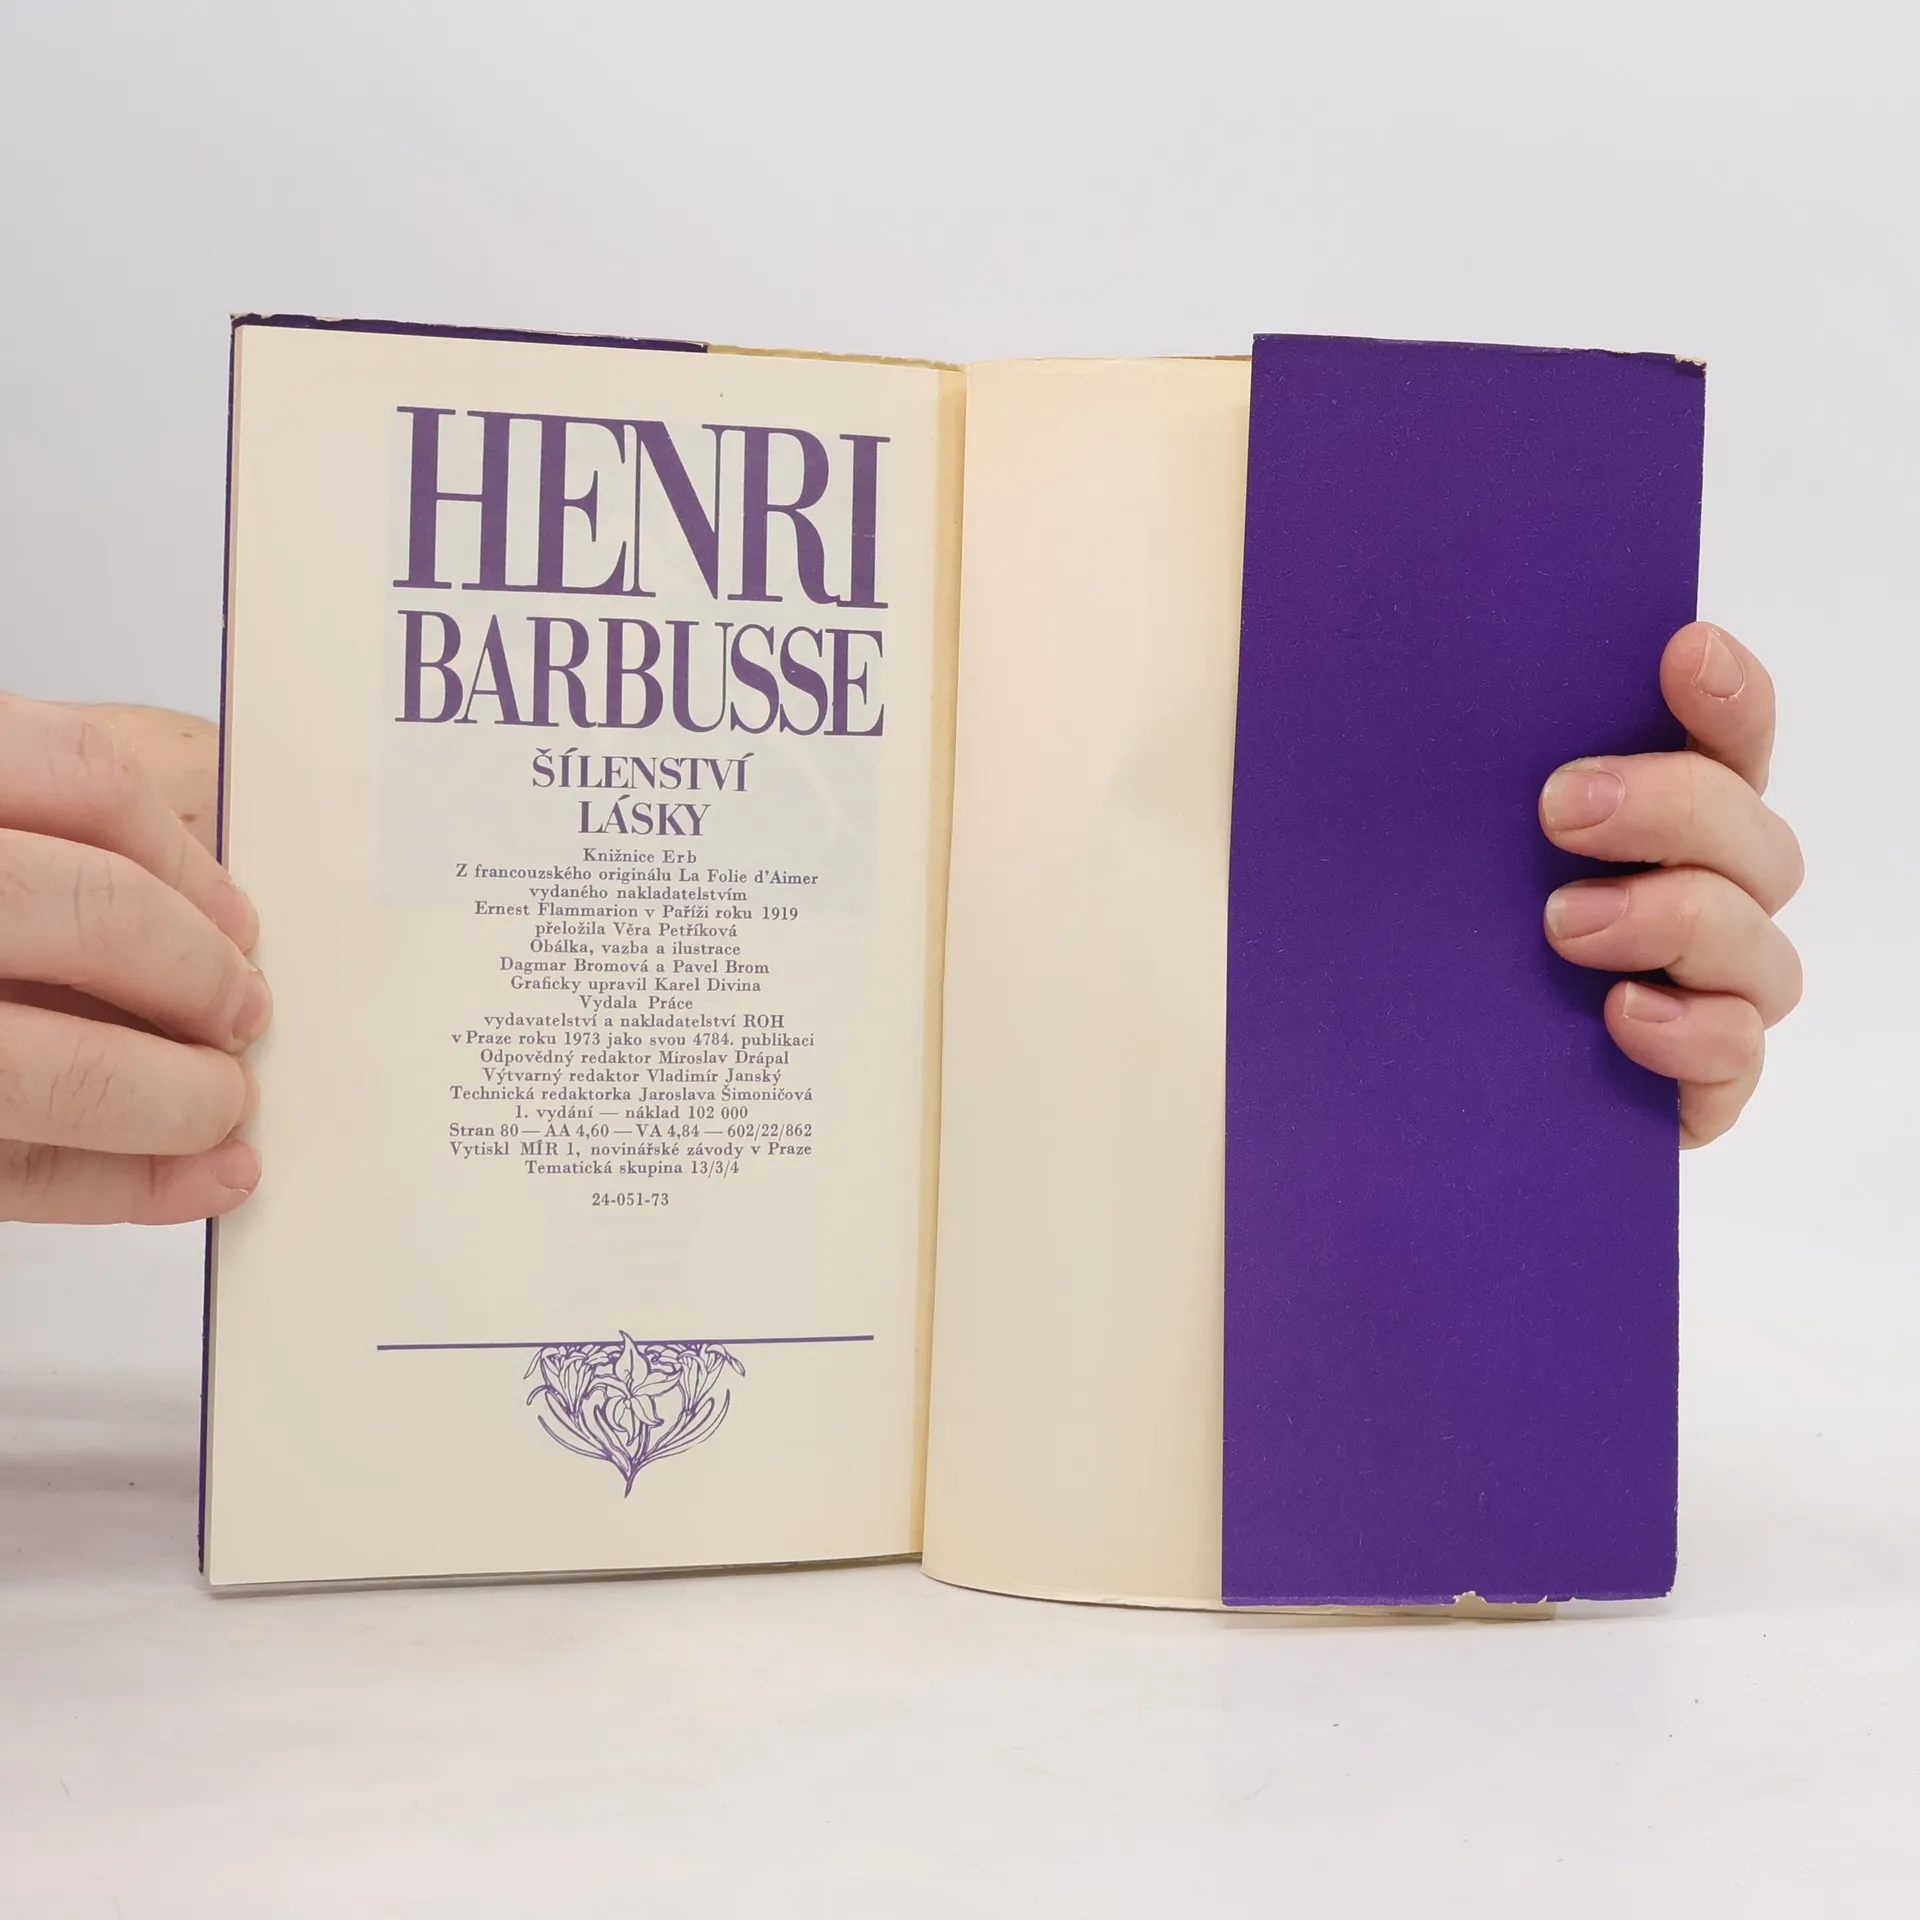 HENRI
BARBUSSE
ŠÍLENSTVÍ
LÁSKY
Knižnice Erb
Z francouzského originálu La Folie d'Aimer
vydaného nakladatelstvím
Ernest Flammarion v Paříži roku 1919
přeložila Věra Petříková
Obálka, vazba a ilustrace
Dagmar Bromová a Pavel Brom
Graficky upravil Karel Divina
Vydala Práce
vydavatelství a nakladatelství ROH
v Praze roku 1973 jako svou 4784. publikaci
Odpovědný redaktor Miroslav Drápal
Výtvarný redaktor Vladimír Janský
Technická redaktorka Jaroslava Šimoničová
1. vydání — náklad 102 000
Stran 80 — AA 4,60 — VA 4,84 — 602/22/862
Vytiskl MÍR 1, novinářské závody v Praze
Tematická skupina 13/3/4
24-051-73